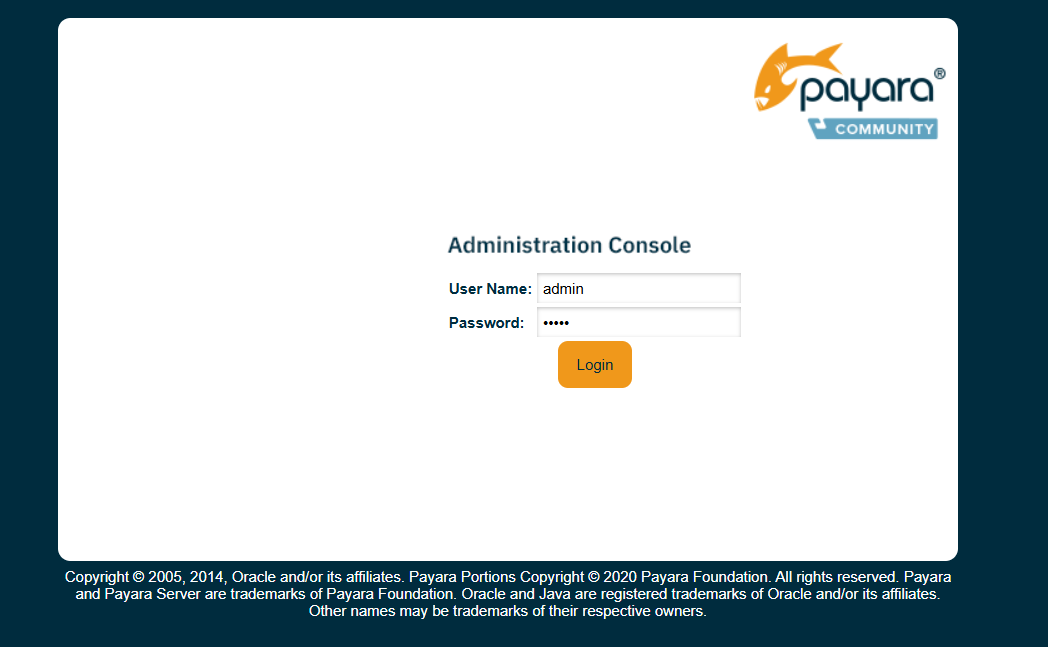 payara®
COMMUNITY
Administration Console
User Name: admin
Password: •••••
Login
Copyright © 2005, 2014, Oracle and/or its affiliates. Payara Portions Copyright © 2020 Payara Foundation. All rights reserved. Payara
and Payara Server are trademarks of Payara Foundation. Oracle and Java are registered trademarks of Oracle and/or its affiliates.
Other names may be trademarks of their respective owners.